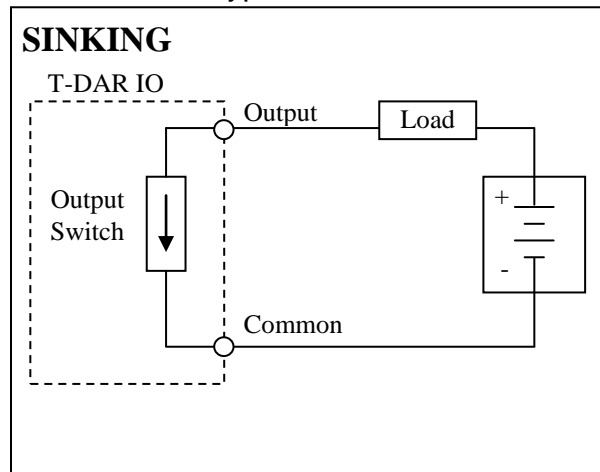 SINKING
T-DAR IO
Output
Load
Output
Switch
+
-
Common